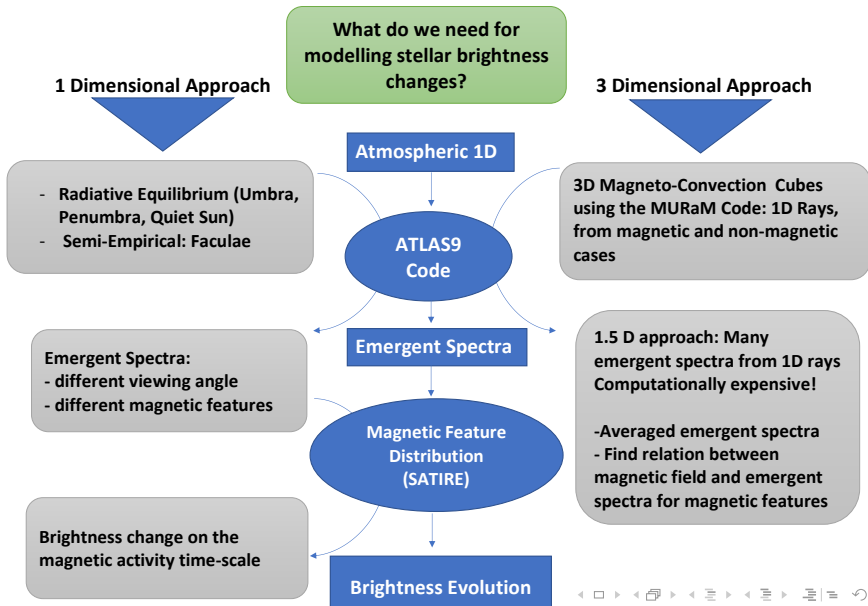 What do we need for
modelling stellar brightness
changes?
1 Dimensional Approach
3 Dimensional Approach
Atmospheric 1D
- Radiative Equilibrium (Umbra,
Penumbra, Quiet Sun)
- Semi-Empirical: Faculae
3D Magneto-Convection Cubes
using the MURaM Code: 1D Rays,
from magnetic and non-magnetic
cases
ATLAS9
Code
Emergent Spectra
Emergent Spectra:
- different viewing angle
- different magnetic features
1.5 D approach: Many
emergent spectra from 1D rays
Computationally expensive!
-Averaged emergent spectra
- Find relation between
magnetic field and emergent
spectra for magnetic features
Magnetic Feature
Distribution
(SATIRE)
Brightness change on the
magnetic activity time-scale
Brightness Evolution